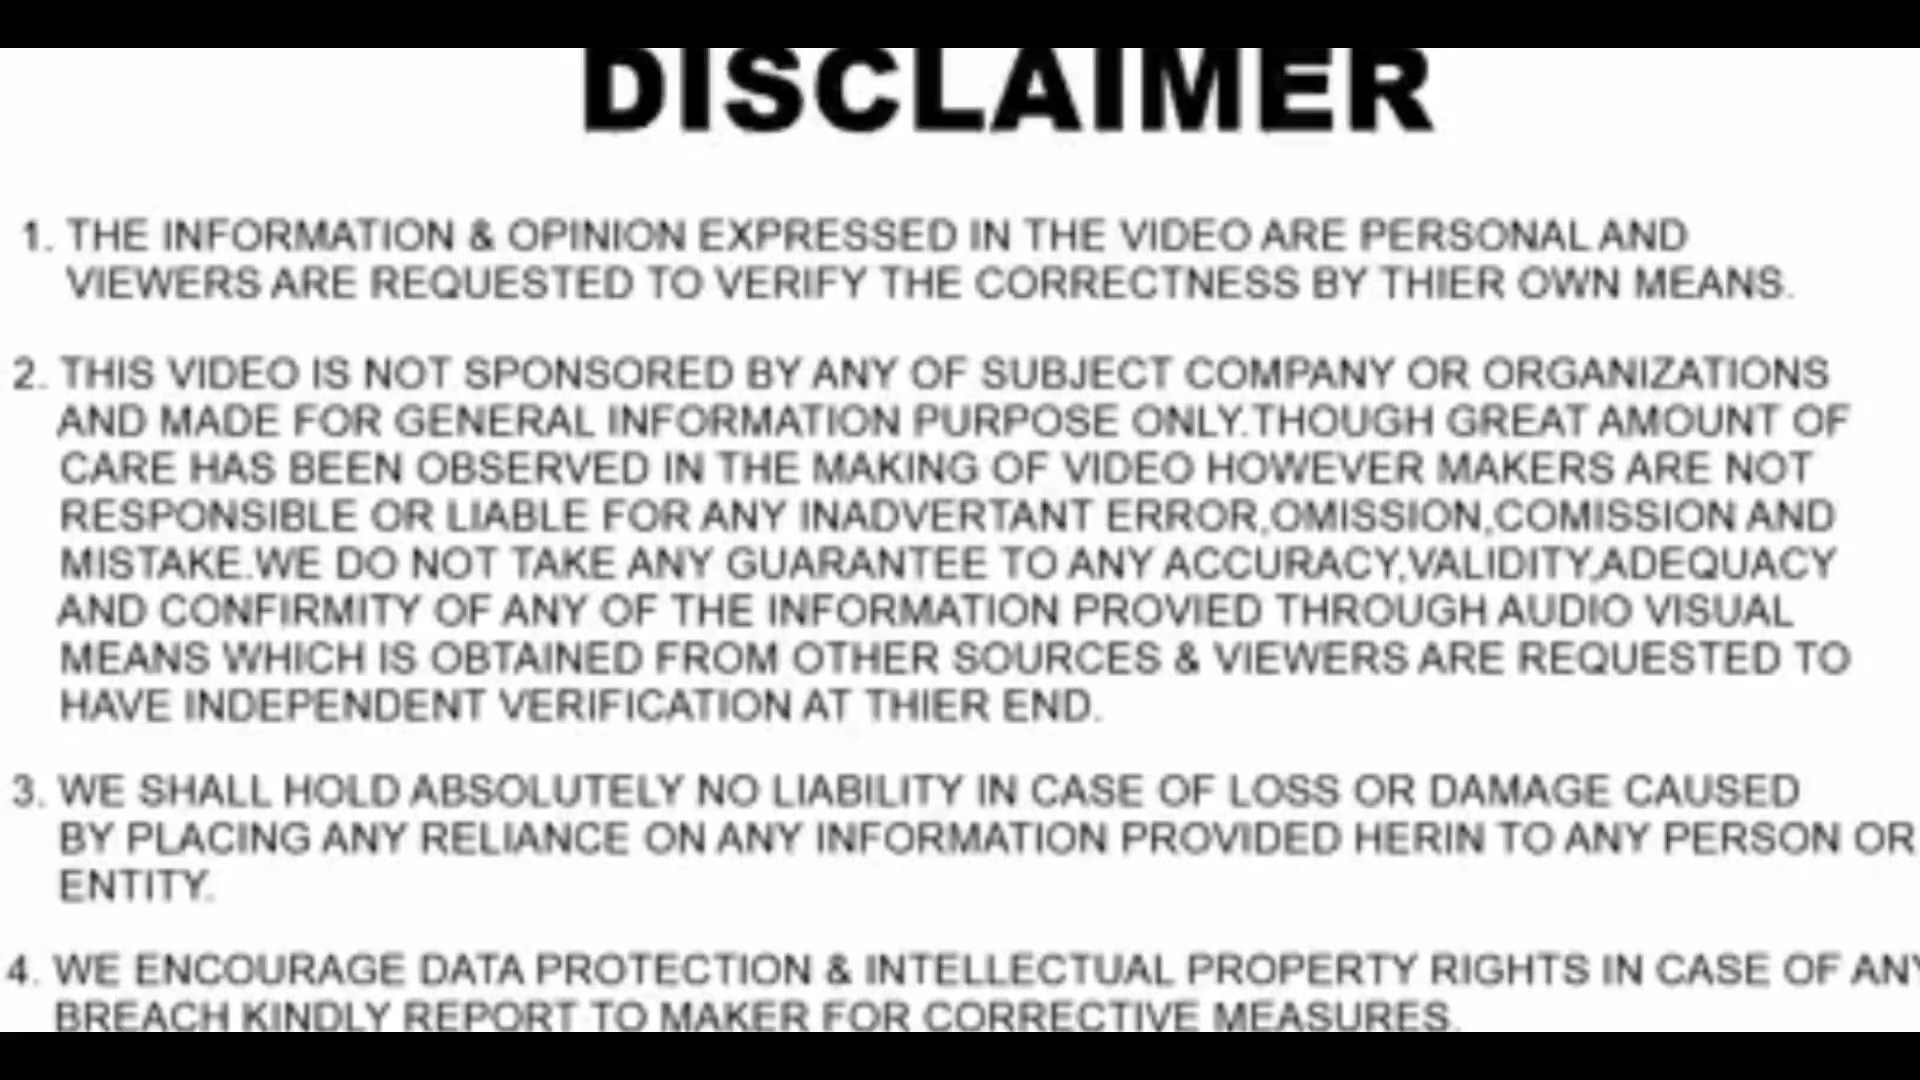 DISCLAIMER
1. THE INFORMATION & OPINION EXPRESSED IN THE VIDEO ARE PERSONAL AND
VIEWERS ARE REQUESTED TO VERIFY THE CORRECTNESS BY THIER OWN MEANS.
2. THIS VIDEO IS NOT SPONSORED BY ANY OF SUBJECT COMPANY OR ORGANIZATIONS
AND MADE FOR GENERAL INFORMATION PURPOSE ONLY.THOUGH GREAT AMOUNT OF
CARE HAS BEEN OBSERVED IN THE MAKING OF VIDEO HOWEVER MAKERS ARE NOT
RESPONSIBLE OR LIABLE FOR ANY INADVERTANT ERROR,OMISSION,COMISSION AND
MISTAKE.WE DO NOT TAKE ANY GUARANTEE TO ANY ACCURACY,VALIDITY,ADEQUACY
AND CONFIRMITY OF ANY OF THE INFORMATION PROVIED THROUGH AUDIO VISUAL
MEANS WHICH IS OBTAINED FROM OTHER SOURCES & VIEWERS ARE REQUESTED TO
HAVE INDEPENDENT VERIFICATION AT THIER END.
3. WE SHALL HOLD ABSOLUTELY NO LIABILITY IN CASE OF LOSS OR DAMAGE CAUSED
BY PLACING ANY RELIANCE ON ANY INFORMATION PROVIDED HERIN TO ANY PERSON OR
ENTITY.
4. WE ENCOURAGE DATA PROTECTION & INTELLECTUAL PROPERTY RIGHTS IN CASE OF ANY
BREACH KINDLY REPORT TO MAKER FOR CORRECTIVE MEASURES.